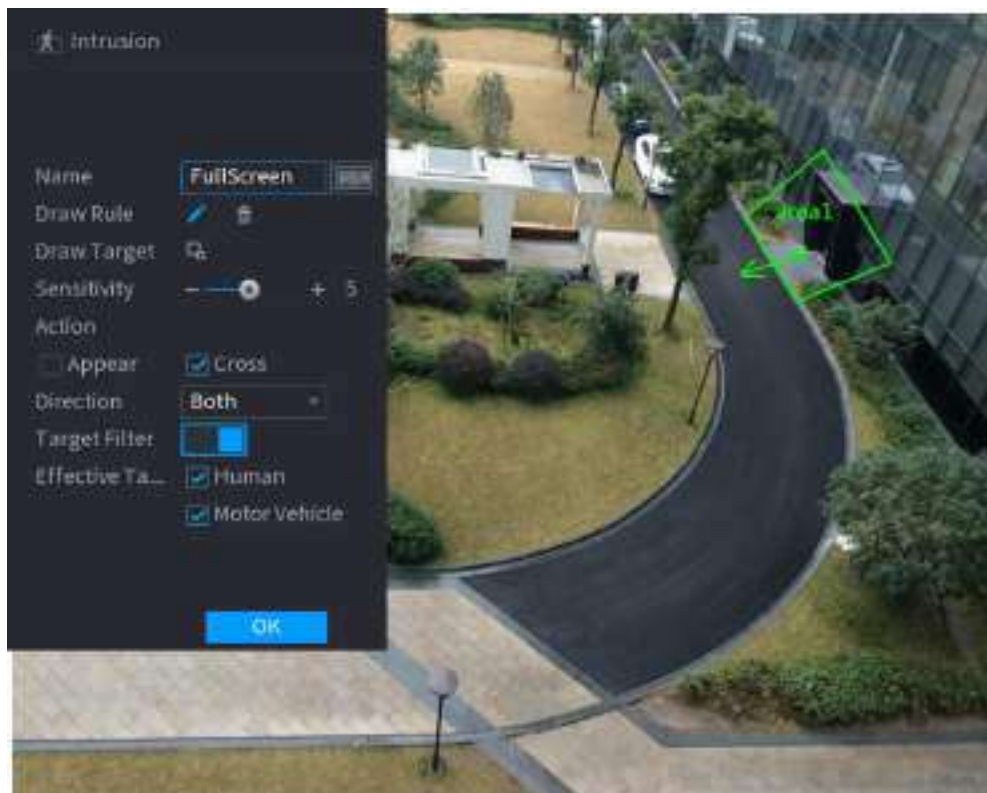 Intrusion
Name FullScreen
Draw Rule
Draw Target
Sensitivity - + 5
Action
Appear Cross
Direction Both
Target Filter
Effective Ta...
Human
Motor Vehicle
OK